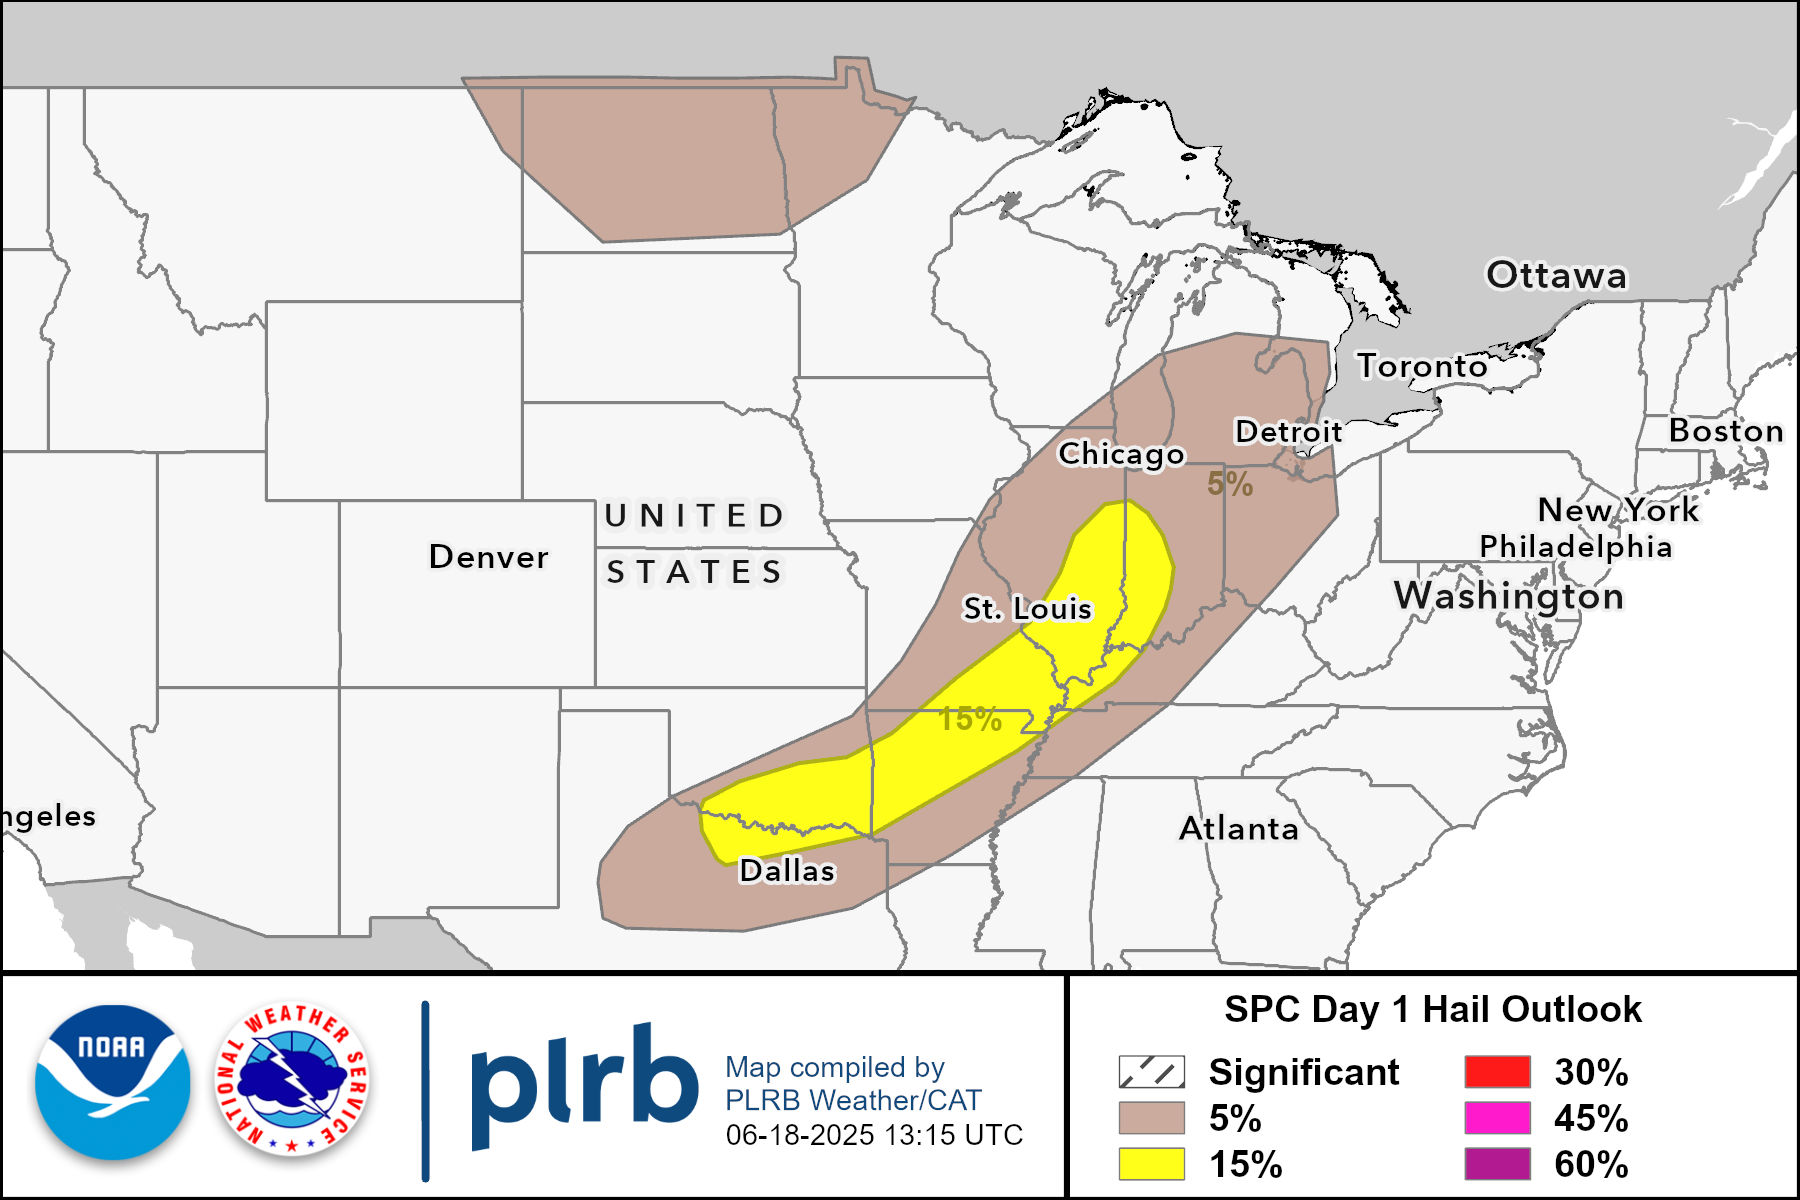 Ottawa
Toronto
Boston
Detroit
Chicago
5%
New York
Philadelphia
UNITED
STATES
Denver
Washington
St. Louis
15%
ngeles
Atlanta
Dallas
NOAA
NATIONAL WEATHER SERVICE
plrb
Map compiled by
PLRB Weather/CAT
06-18-2025 13:15 UTC
SPC Day 1 Hail Outlook
Significant
5%
15%
30%
45%
60%